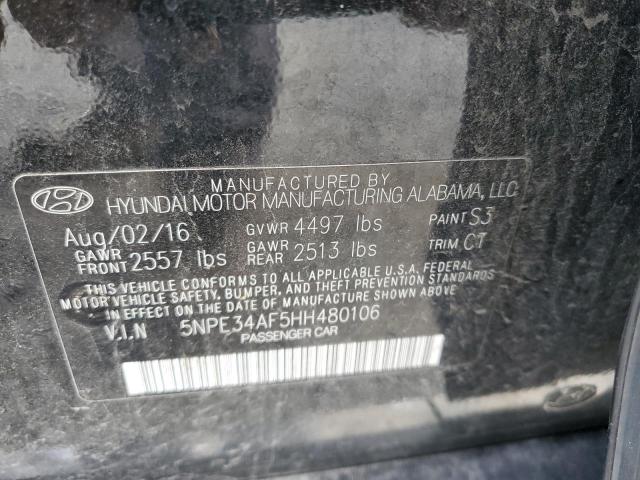 MANUFACTURED BY
HYUNDAI MOTOR MANUFACTURING ALABAMA, LLC
Aug/02/16 GVWR 4497 lbs PAINT S3
GAWR FRONT 2557 lbs GAWR REAR 2513 lbs TRIM CT
THIS VEHICLE CONFORMS TO ALL APPLICABLE U.S.A. FEDERAL
MOTOR VEHICLE SAFETY, BUMPER, AND THEFT PREVENTION STANDARDS
IN EFFECT ON THE DATE OF MANUFACTURE SHOWN ABOVE.
V.I.N 5NPE34AF5HH480106
PASSENGER CAR